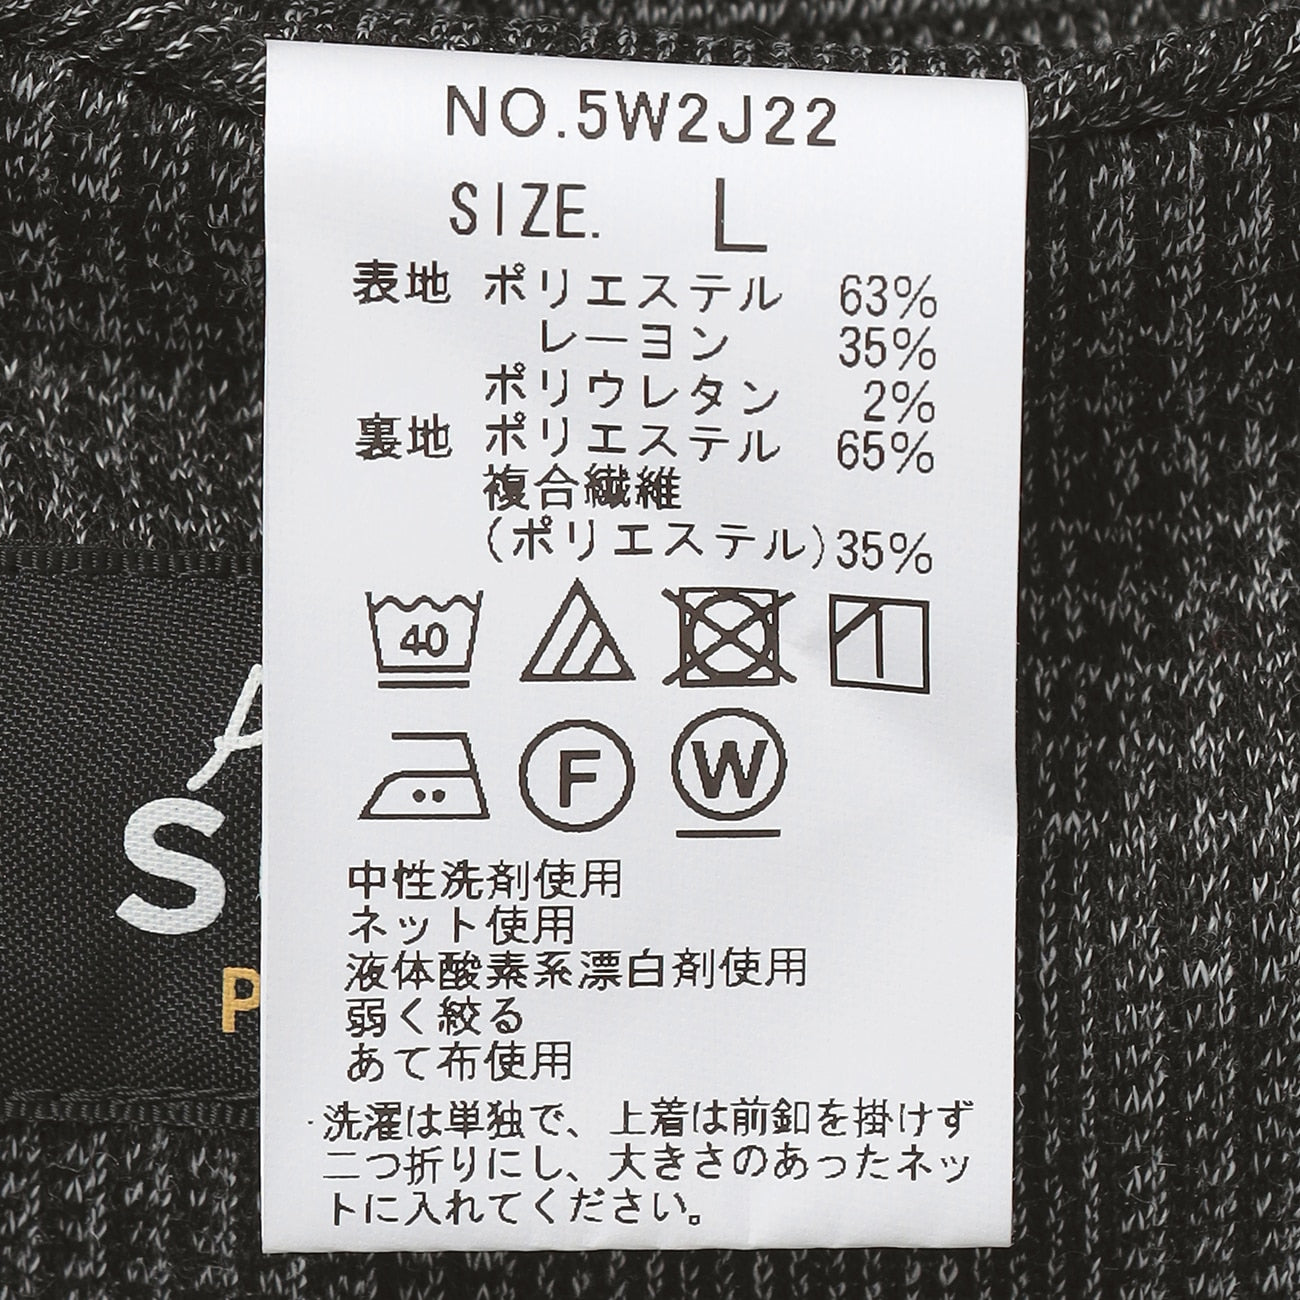 NO.5W2J22
SIZE. L
表地 ポリエステル 63%
レーヨン 35%
ポリウレタン 2%
裏地 ポリエステル 65%
複合繊維
(ポリエステル)35%
40
F
W
中性洗剤使用
ネット使用
液体酸素系漂白剤使用
弱く絞る
あて布使用
・洗濯は単独で、上着は前釦を掛けず
二つ折りにし、大きさのあったネッ
トに入れてください。
A
S
P